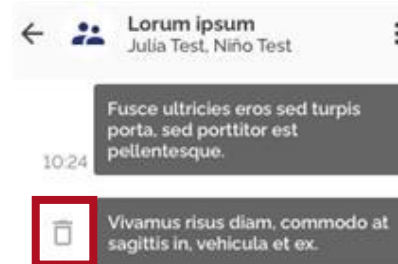 Lorum ipsum
Julia Test, Niño Test
Fusce ultricies eros sed turpis
porta, sed porttitor est
pellentesque.
10:24
Vivamus risus diam, commodo at
sagittis in, vehicula et ex.